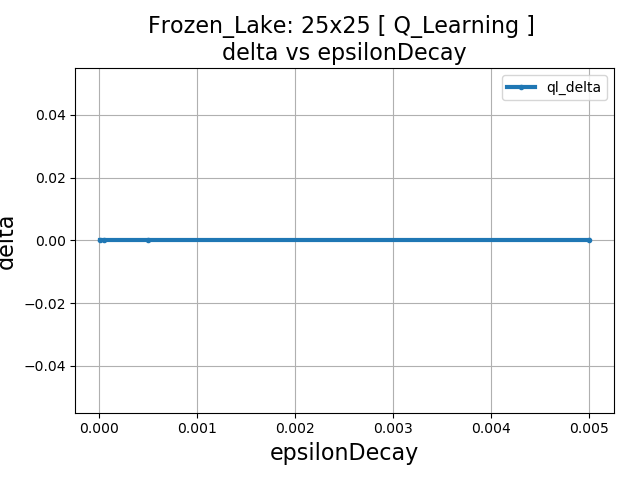 Frozen_Lake: 25x25 [ Q_Learning ]
delta vs epsilonDecay
ql_delta
0.04
0.02
0.00
−0.02
−0.04
delta
0.000 0.001 0.002 0.003 0.004 0.005
epsilonDecay